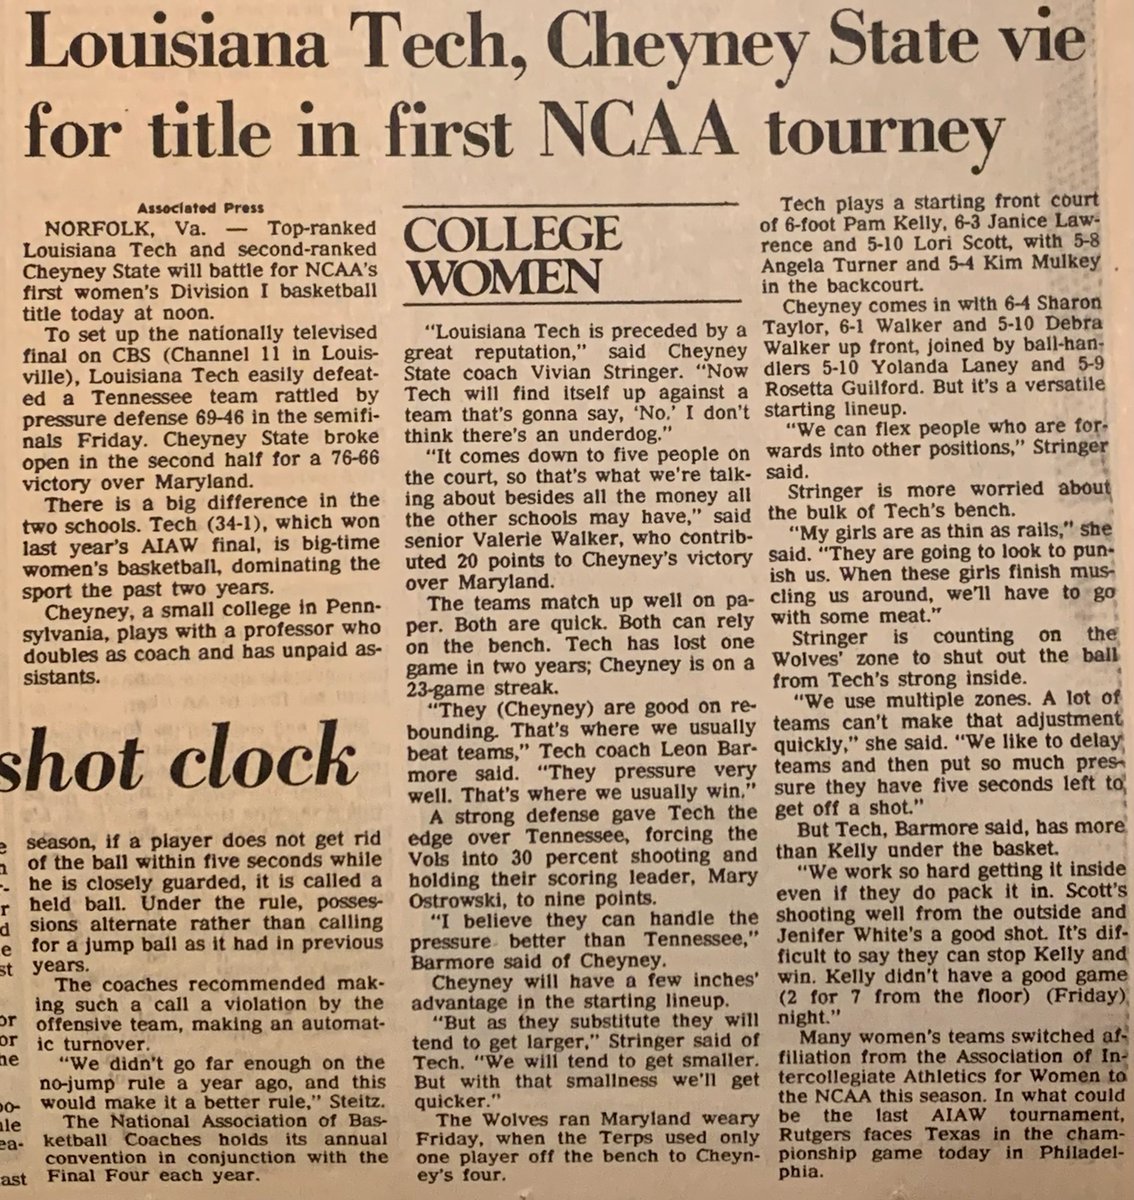 Louisiana Tech, Cheyney State vie
for title in first NCAA tourney
Associated Press
NORFOLK, Va. — Top-ranked
Louisiana Tech and second-ranked
Cheyney State will battle for NCAA's
first women's Division I basketball
title today at noon.
To set up the nationally televised
final on CBS (Channel 11 in Louis-
ville), Louisiana Tech easily defeat-
ed a Tennessee team rattled by
pressure defense 69-46 in the semifi-
nals Friday. Cheyney State broke
open in the second half for a 76-66
victory over Maryland.
There is a big difference in the
two schools. Tech (34-1), which won
last year's AIAW final, is big-time
women's basketball, dominating the
sport the past two years.
Cheyney, a small college in Penn-
sylvania, plays with a professor who
doubles as coach and has unpaid as-
sistants.
COLLEGE
WOMEN
"Louisiana Tech is preceded by a
great reputation," said Cheyney
State coach Vivian Stringer. "Now
Tech will find itself up against a
team that's gonna say, 'No.' I don't
think there's an underdog."
"It comes down to five people on
the court, so that's what we're talk-
ing about besides all the money all
the other schools may have," said
senior Valerie Walker, who contrib-
uted 20 points to Cheyney's victory
over Maryland.
The teams match up well on pa-
per. Both are quick. Both can rely
on the bench. Tech has lost one
game in two years; Cheyney is on a
23-game streak.
"They (Cheyney) are good on re-
bounding. That's where we usually
beat teams," Tech coach Leon Bar-
more said. "They pressure very
well. That's where we usually win."
A strong defense gave Tech the
edge over Tennessee, forcing the
Vols into 30 percent shooting and
holding their scoring leader, Mary
Ostrowski, to nine points.
"I believe they can handle the
pressure better than Tennessee,"
Barmore said of Cheyney.
Cheyney will have a few inches'
advantage in the starting lineup.
"But as they substitute they will
tend to get larger," Stringer said of
Tech. "We will tend to get smaller.
But with that smallness we'll get
quicker."
The Wolves ran Maryland weary
Friday, when the Terps used only
one player off the bench to Cheyn-
ey's four.
Tech plays a starting front court
of 6-foot Pam Kelly, 6-3 Janice Law-
rence and 5-10 Lori Scott, with 5-8
Angela Turner and 5-4 Kim Mulkey
in the backcourt.
Cheyney comes in with 6-4 Sharon
Taylor, 6-1 Walker and 5-10 Debra
Walker up front, joined by ball-han-
dlers 5-10 Yolanda Laney and 5-9
Rosetta Guilford. But it's a versatile
starting lineup.
"We can flex people who are for-
wards into other positions," Stringer
said.
Stringer is more worried about
the bulk of Tech's bench.
"My girls are as thin as rails," she
said. "They are going to look to pun-
ish us. When these girls finish mus-
cling us around, we'll have to go
with some meat."
Stringer is counting on the
Wolves' zone to shut out the ball
from Tech's strong inside.
"We use multiple zones. A lot of
teams can't make that adjustment
quickly," she said. "We like to delay
teams and then put so much pres-
sure they have five seconds left to
get off a shot."
But Tech, Barmore said, has more
than Kelly under the basket.
"We work so hard getting it inside
even if they do pack it in. Scott's
shooting well from the outside and
Jenifer White's a good shot. It's dif-
ficult to say they can stop Kelly and
win. Kelly didn't have a good game
(2 for 7 from the floor) (Friday)
night."
Many women's teams switched af-
filiation from the Association of In-
tercollegiate Athletics for Women to
the NCAA this season. In what could
be the last AIAW tournament,
Rutgers faces Texas in the cham-
pionship game today in Philadel-
phia.
shot clock
season, if a player does not get rid
of the ball within five seconds while
he is closely guarded, it is called a
held ball. Under the rule, posses-
sions alternate rather than calling
for a jump ball as it had in previous
years.
The coaches recommended mak-
ing such a call a violation by the
offensive team, making an automat-
ic turnover.
"We didn't go far enough on the
no-jump rule a year ago, and this
would make it a better rule," Steitz.
The National Association of Bas-
ketball Coaches holds its annual
convention in conjunction with the
Final Four each year.